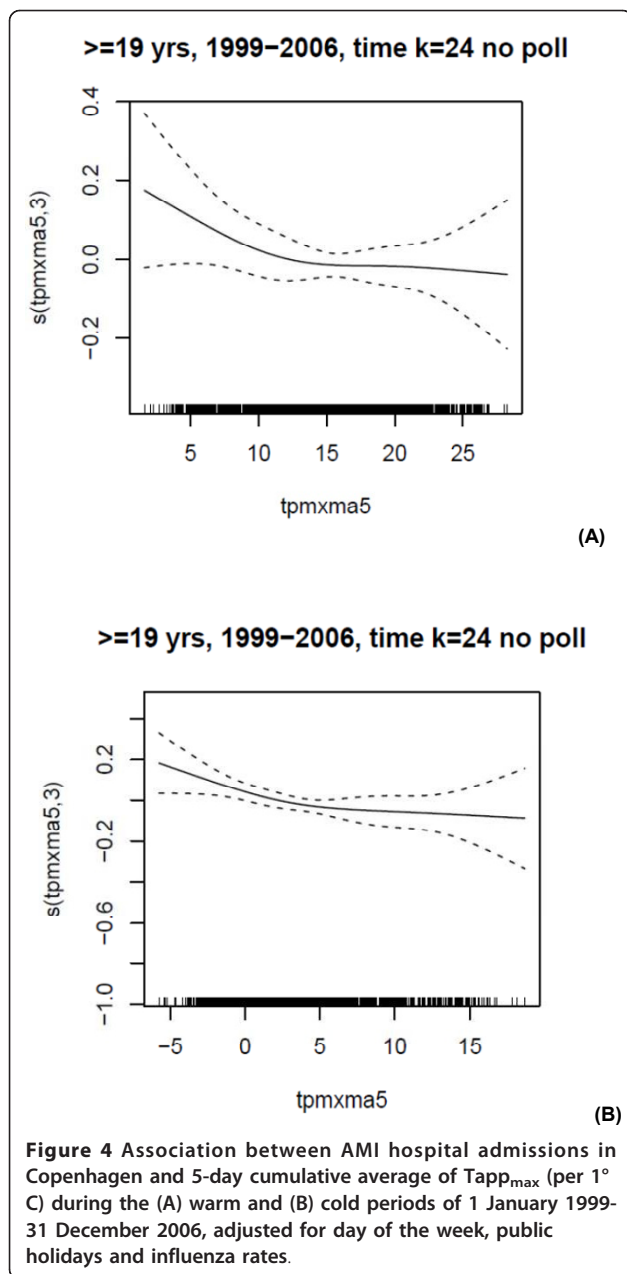 >=19 yrs, 1999−2006, time k=24 no poll
0.4
0.2
0.0
−0.2
s(tpmxma5,3)
5 10 15 20 25
tpmxma5
(A)
>=19 yrs, 1999−2006, time k=24 no poll
0.2
−0.2
−0.6
−1.0
s(tpmxma5,3)
−5 0 5 10 15
tpmxma5
(B)
Figure 4 Association between AMI hospital admissions in
Copenhagen and 5-day cumulative average of Tappmax (per 1°
C) during the (A) warm and (B) cold periods of 1 January 1999-
31 December 2006, adjusted for day of the week, public
holidays and influenza rates.